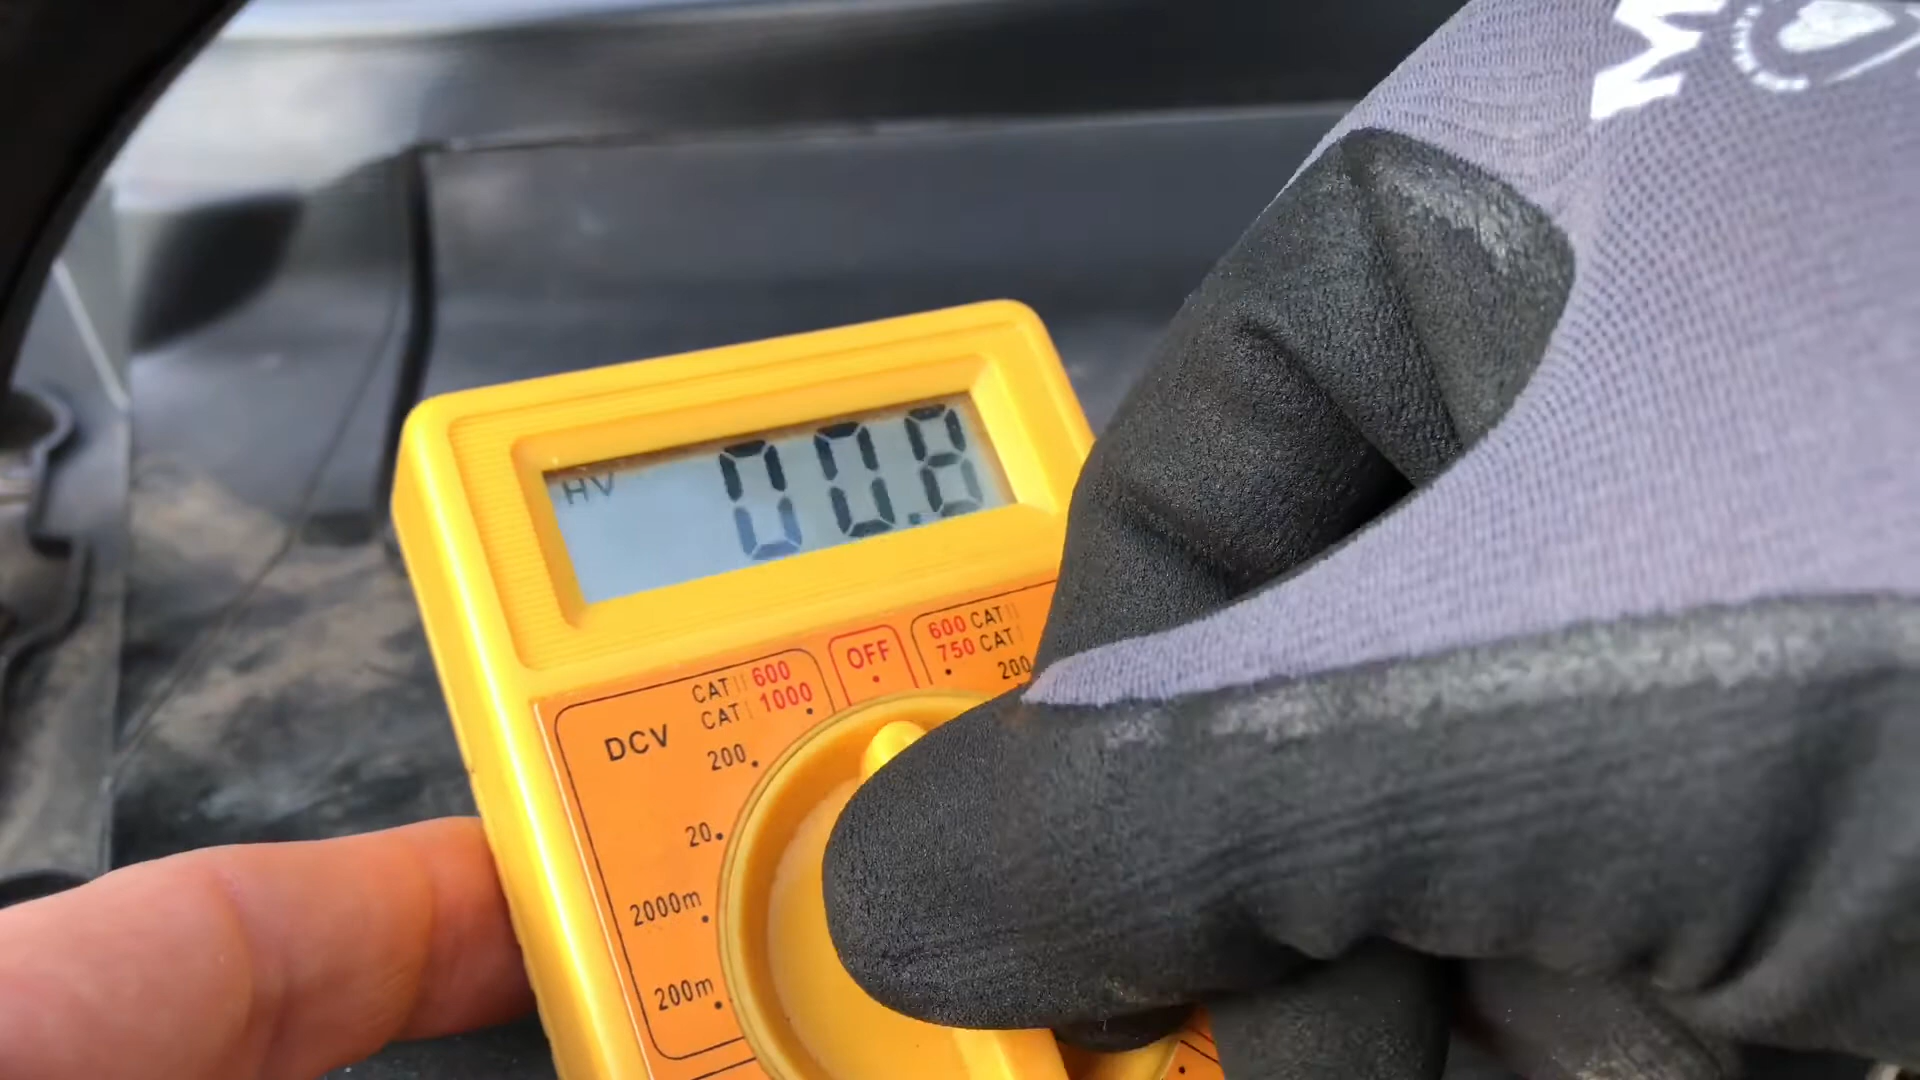 HV 00.8
OFF
CAT II 600
CAT I 1000
DCV
600 CAT II
750 CAT I
200
200
20
2000m
200m